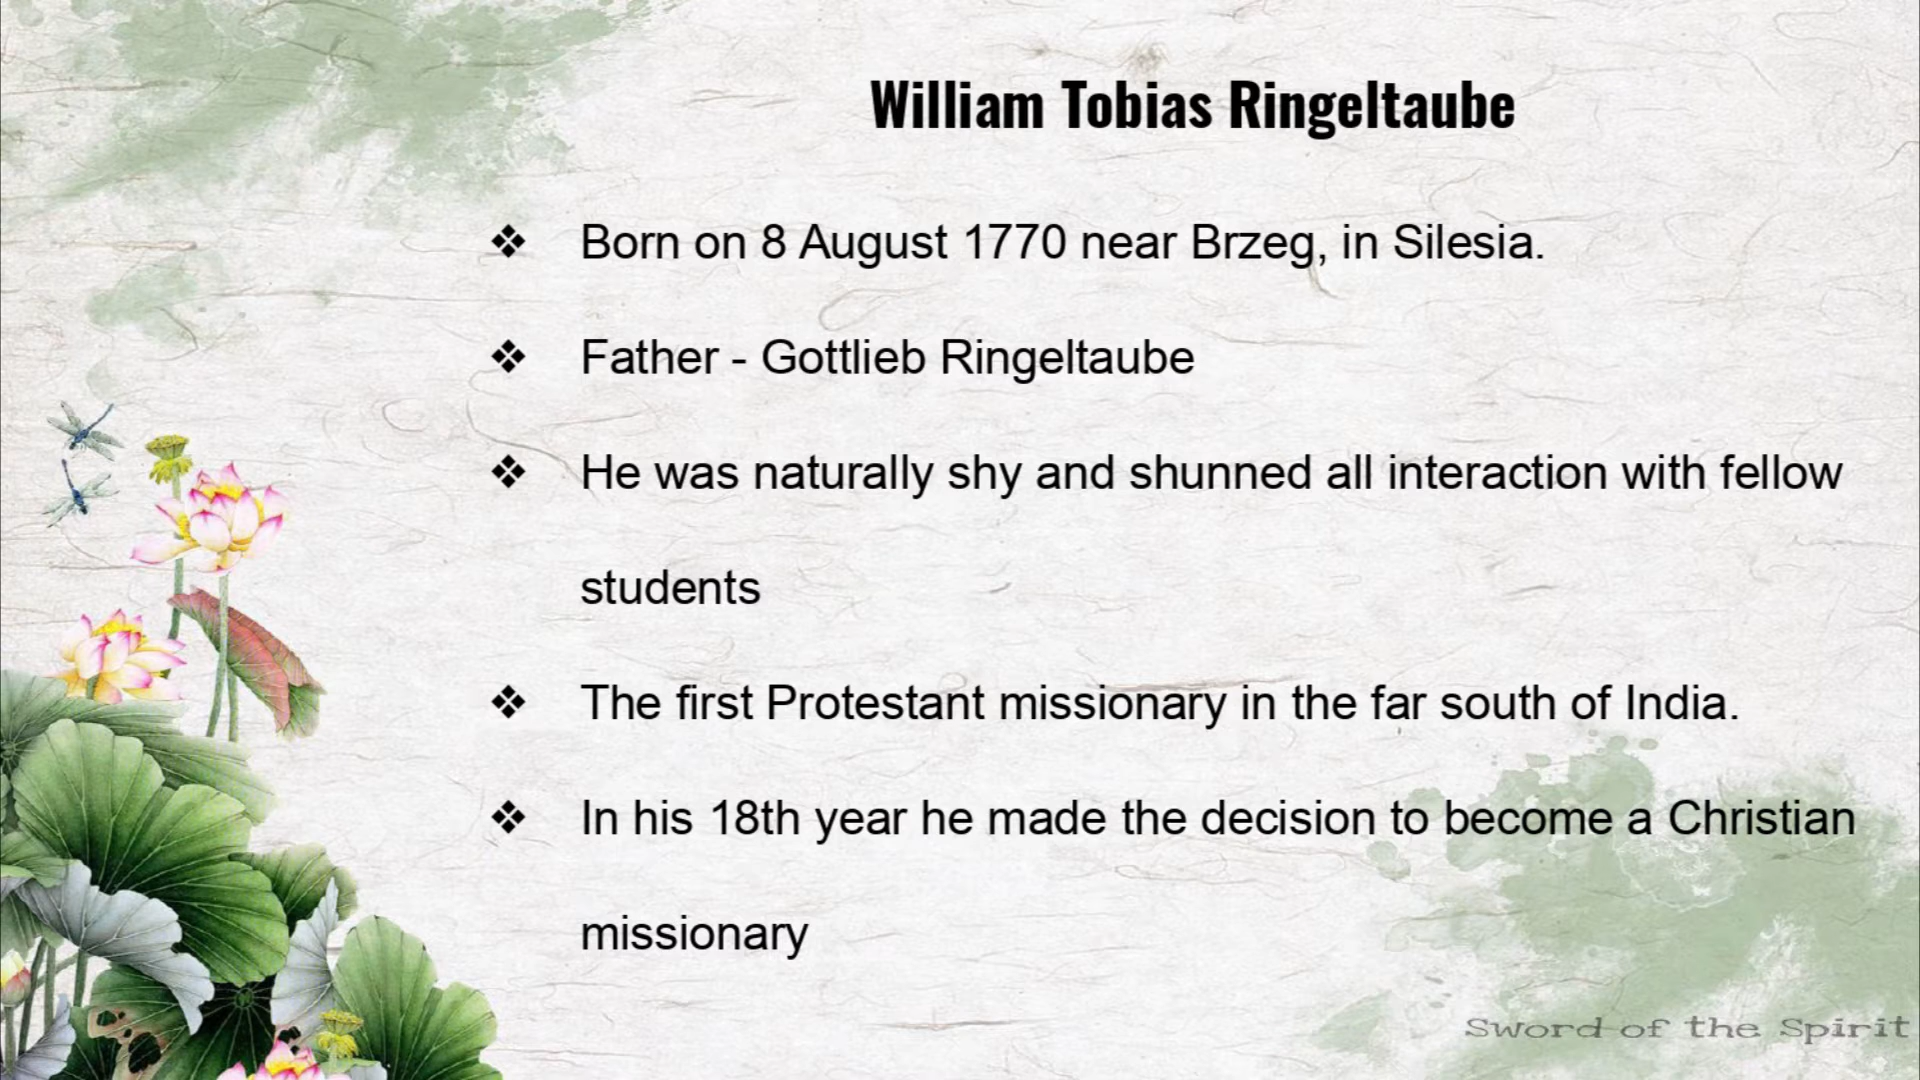 William Tobias Ringeltaube
❖ Born on 8 August 1770 near Brzeg, in Silesia.
❖ Father - Gottlieb Ringeltaube
❖ He was naturally shy and shunned all interaction with fellow
students
❖ The first Protestant missionary in the far south of India.
❖ In his 18th year he made the decision to become a Christian
missionary
Sword of the Spirit